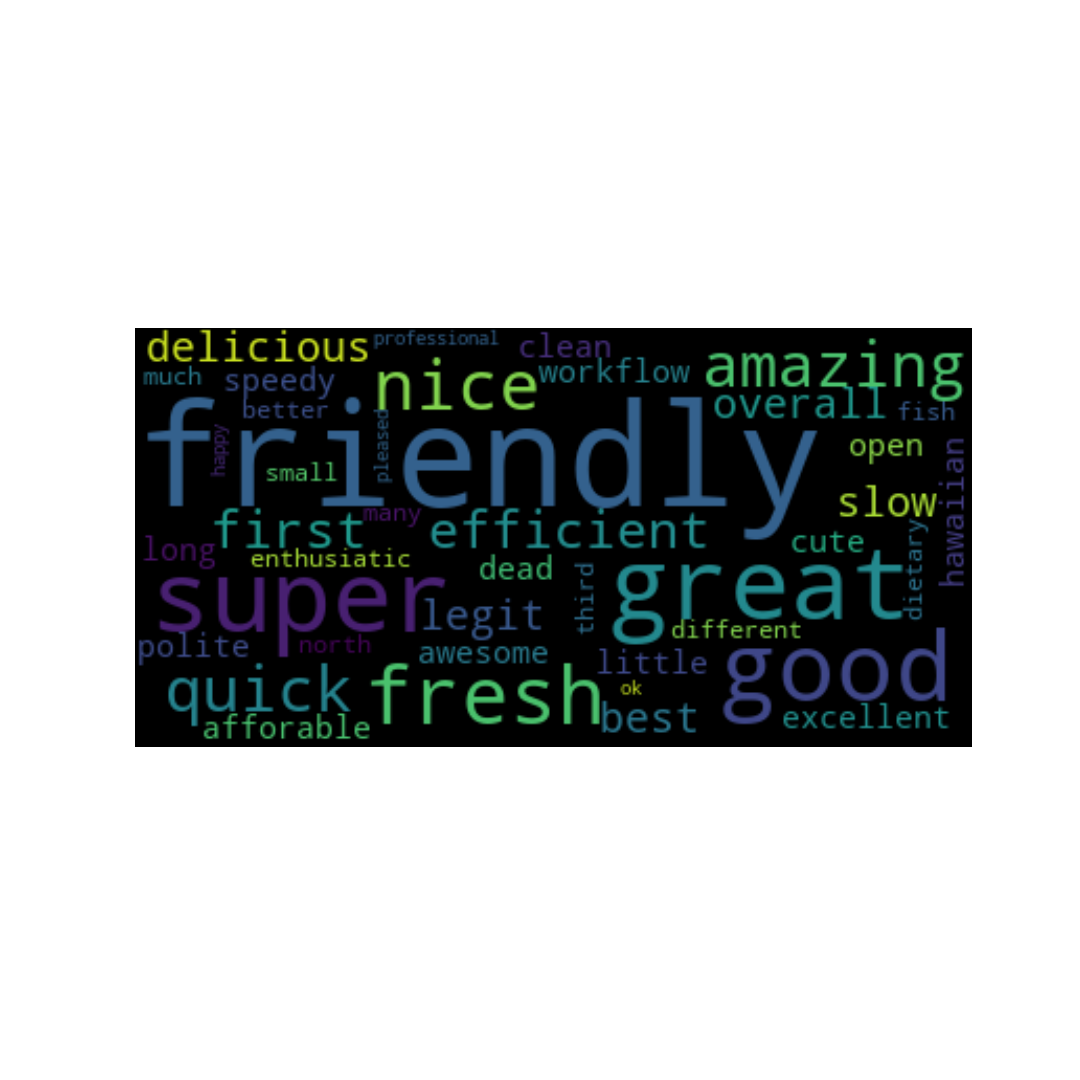 delicious
professional
clean
amazing
much
speedy
nice
workflow
better
overall
fish
friendly
happy
pleased
small
open
many
slow
hawaiian
first
efficient
cute
dietary
long
enthusiatic
dead
third
great
super
legit
different
polite
north
awesome
little
good
quick
fresh
ok
best
excellent
afforable